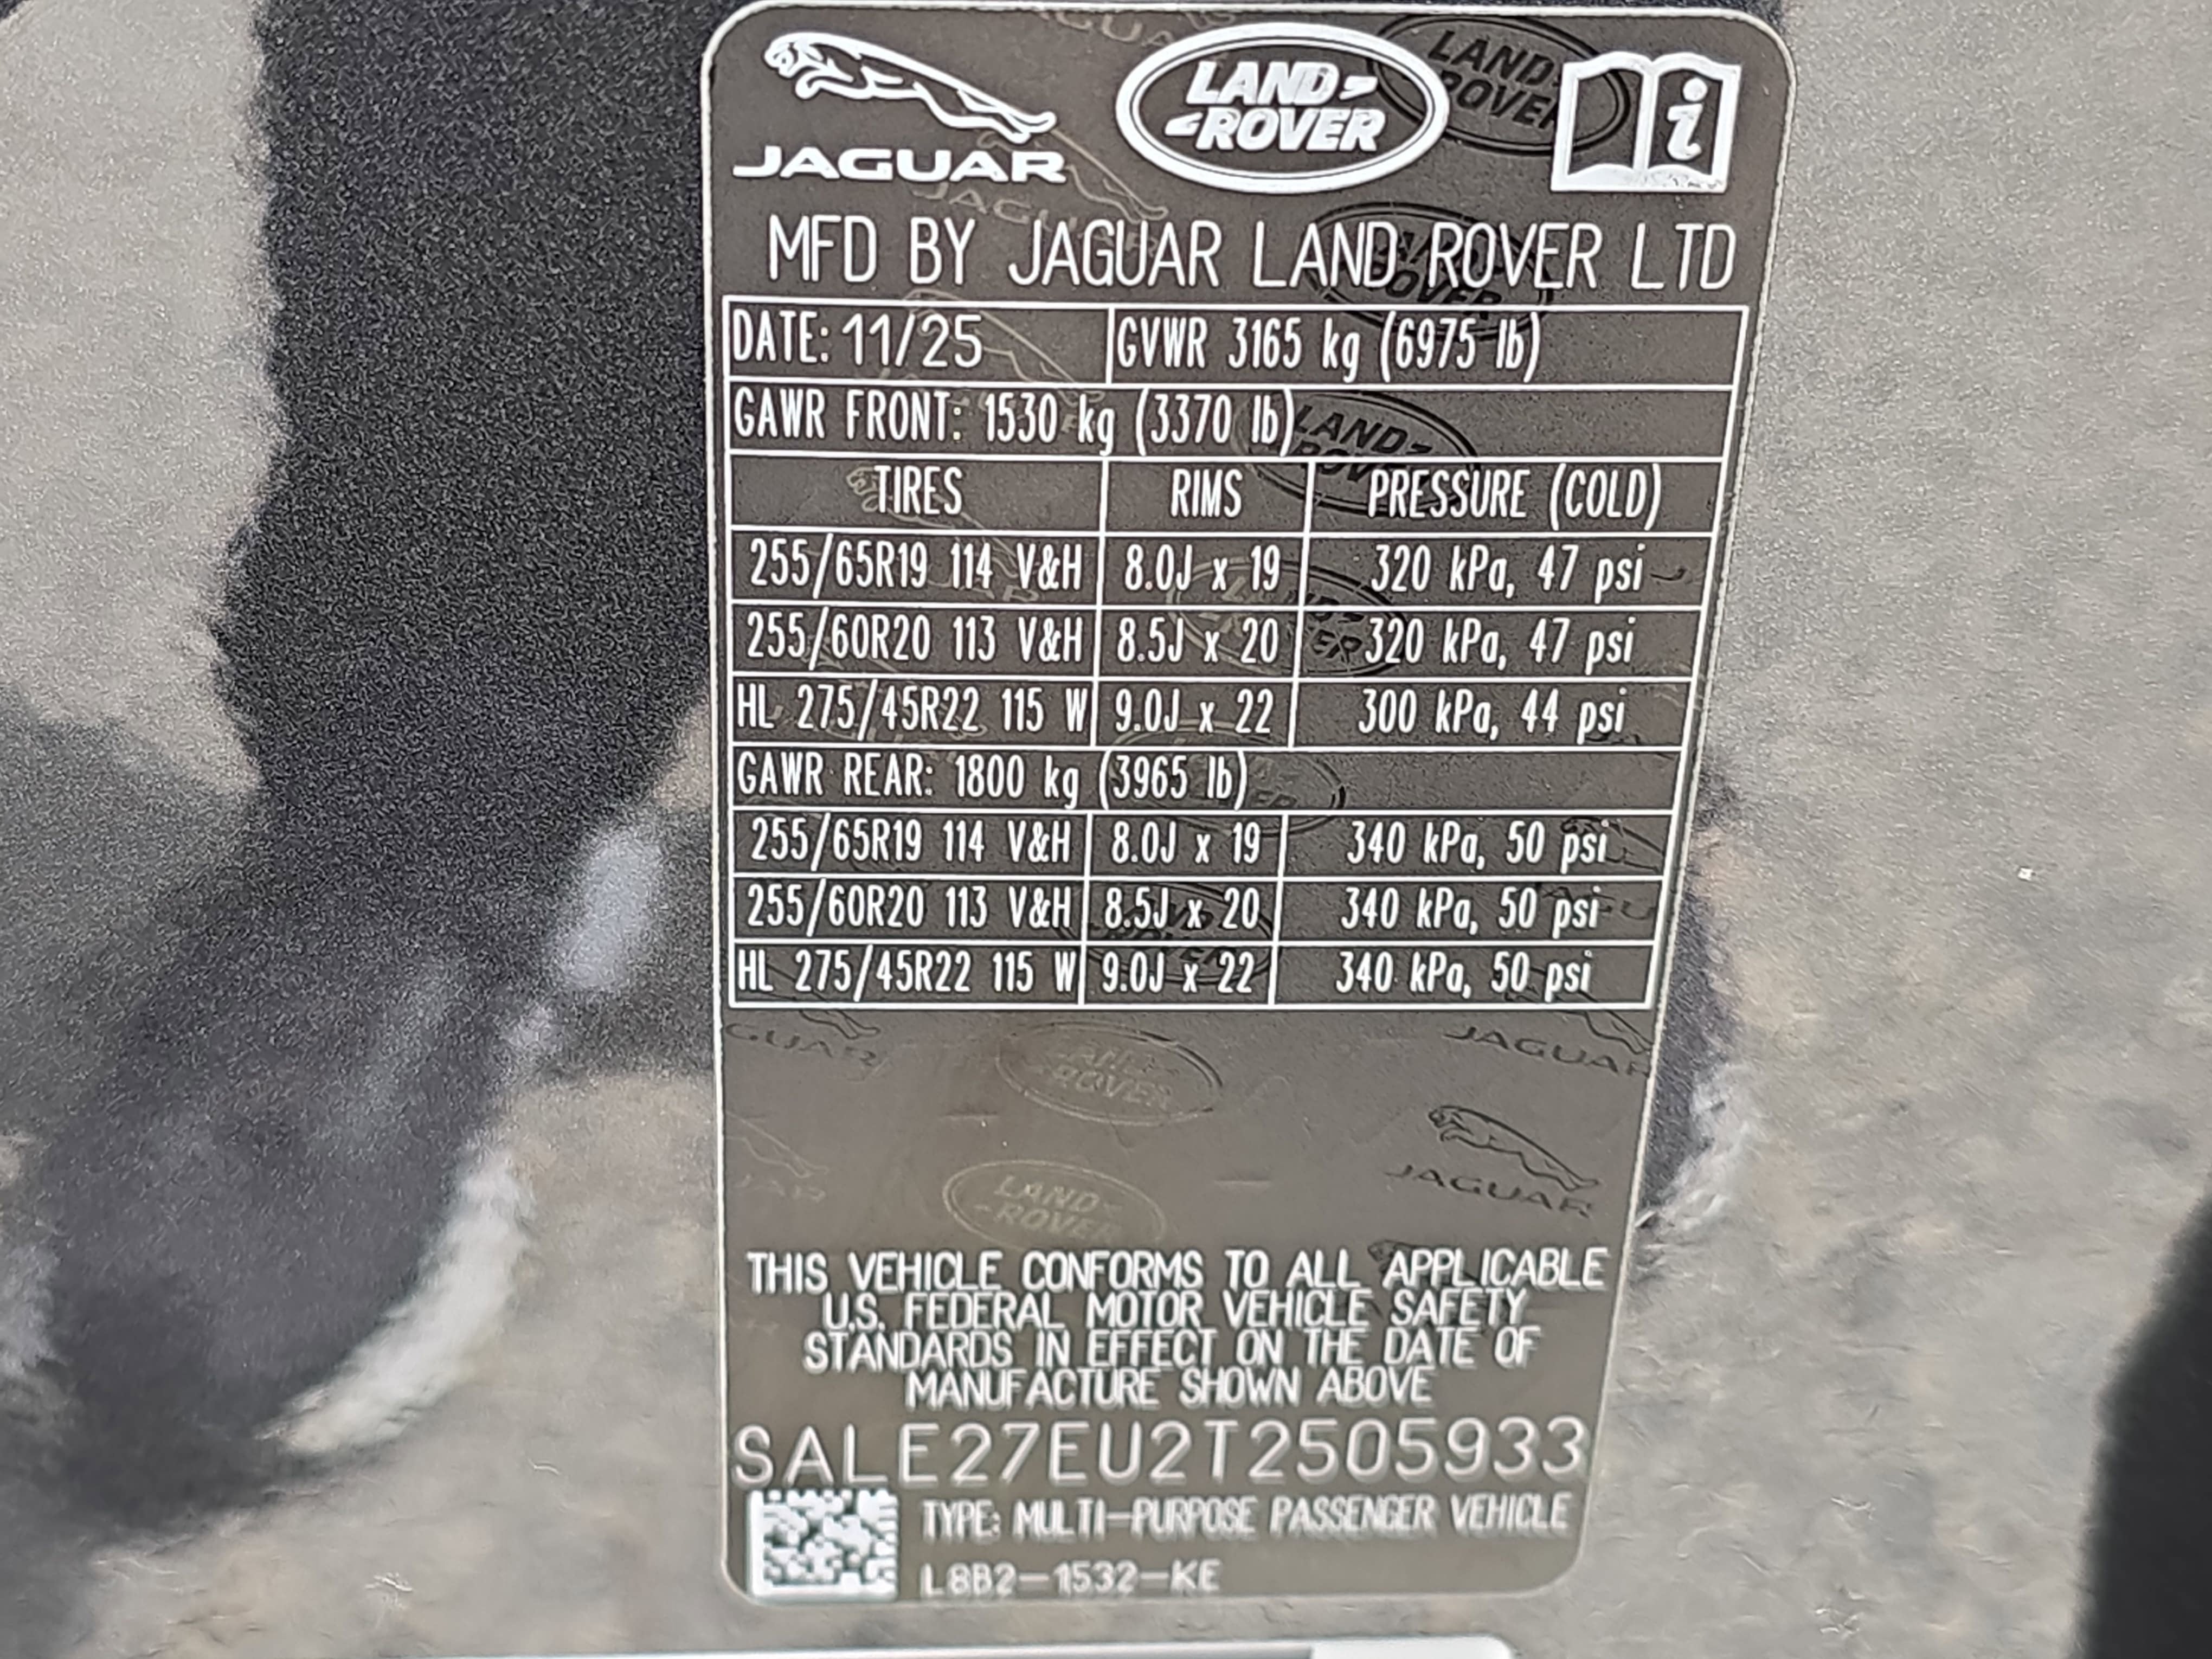 JAGUAR LAND ROVER i
MFD BY JAGUAR LAND ROVER LTD
DATE: 11/25 GVWR 3165 kg (6975 lb)
GAWR FRONT: 1530 kg (3370 lb)
TIRES RIMS PRESSURE (COLD)
255/65R19 114 V&H 8.0J x 19 320 kPa, 47 psi
255/60R20 113 V&H 8.5J x 20 320 kPa, 47 psi
HL 275/45R22 115 W 9.0J x 22 300 kPa, 44 psi
GAWR REAR: 1800 kg (3965 lb)
255/65R19 114 V&H 8.0J x 19 340 kPa, 50 psi
255/60R20 113 V&H 8.5J x 20 340 kPa, 50 psi
HL 275/45R22 115 W 9.0J x 22 340 kPa, 50 psi
THIS VEHICLE CONFORMS TO ALL APPLICABLE
U.S. FEDERAL MOTOR VEHICLE SAFETY
STANDARDS IN EFFECT ON THE DATE OF
MANUFACTURE SHOWN ABOVE
SALE27EU2T2505933
TYPE: MULTI-PURPOSE PASSENGER VEHICLE
L8B2-1532-KE